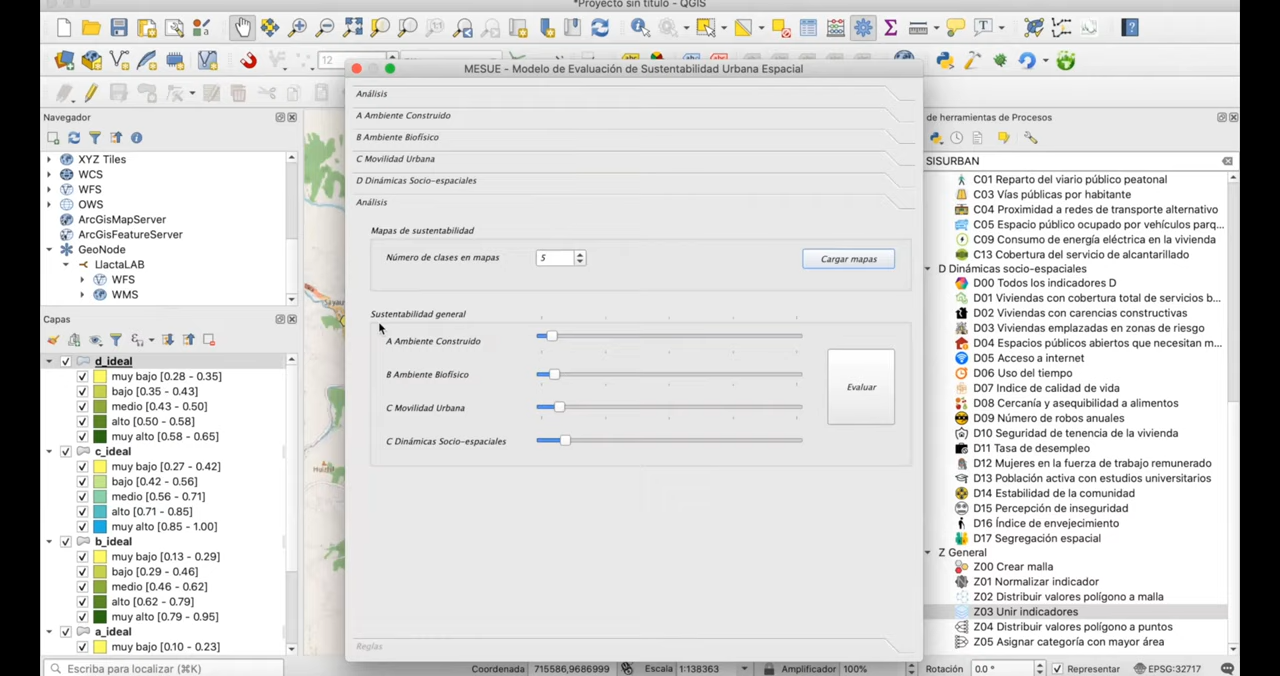 *Proyecto sin título - QGIS
12
Navegador
XYZ Tiles
WCS
WFS
OWS
ArcGisMapServer
ArcGisFeatureServer
GeoNode
LlactaLAB
WFS
WMS
Capas
d_ideal
muy bajo [0.28 - 0.35]
bajo [0.35 - 0.43]
medio [0.43 - 0.50]
alto [0.50 - 0.58]
muy alto [0.58 - 0.65]
c_ideal
muy bajo [0.27 - 0.42]
bajo [0.42 - 0.56]
medio [0.56 - 0.71]
alto [0.71 - 0.85]
muy alto [0.85 - 1.00]
b_ideal
muy bajo [0.13 - 0.29]
bajo [0.29 - 0.46]
medio [0.46 - 0.62]
alto [0.62 - 0.79]
muy alto [0.79 - 0.95]
a_ideal
muy bajo [0.10 - 0.23]
MESUE - Modelo de Evaluación de Sustentabilidad Urbana Espacial
Análisis
A Ambiente Construido
B Ambiente Biofísico
C Movilidad Urbana
D Dinámicas Socio-espaciales
Análisis
Mapas de sustentabilidad
Número de clases en mapas
5
Cargar mapas
Sustentabilidad general
A Ambiente Construido
B Ambiente Biofísico
C Movilidad Urbana
C Dinámicas Socio-espaciales
Evaluar
Reglas
de herramientas de Procesos
SISURBAN
C01 Reparto del viario público peatonal
C03 Vías públicas por habitante
C04 Proximidad a redes de transporte alternativo
C05 Espacio público ocupado por vehículos parq...
C09 Consumo de energía eléctrica en la vivienda
C13 Cobertura del servicio de alcantarillado
D Dinámicas socio-espaciales
D00 Todos los indicadores D
D01 Viviendas con cobertura total de servicios b...
D02 Viviendas con carencias constructivas
D03 Viviendas emplazadas en zonas de riesgo
D04 Espacios públicos abiertos que necesitan m...
D05 Acceso a internet
D06 Uso del tiempo
D07 Indice de calidad de vida
D08 Cercanía y asequibilidad a alimentos
D09 Número de robos anuales
D10 Seguridad de tenencia de la vivienda
D11 Tasa de desempleo
D12 Mujeres en la fuerza de trabajo remunerado
D13 Población activa con estudios universitarios
D14 Estabilidad de la comunidad
D15 Percepción de inseguridad
D16 Índice de envejecimiento
D17 Segregación espacial
Z General
Z00 Crear malla
Z01 Normalizar indicador
Z02 Distribuir valores polígono a malla
Z03 Unir indicadores
Z04 Distribuir valores polígono a puntos
Z05 Asignar categoría con mayor área
Escriba para localizar (⌘K)
Coordenada 715586,9686999
Escala 1:138363
Amplificador 100%
Rotación 0.0 °
Representar
EPSG:32717